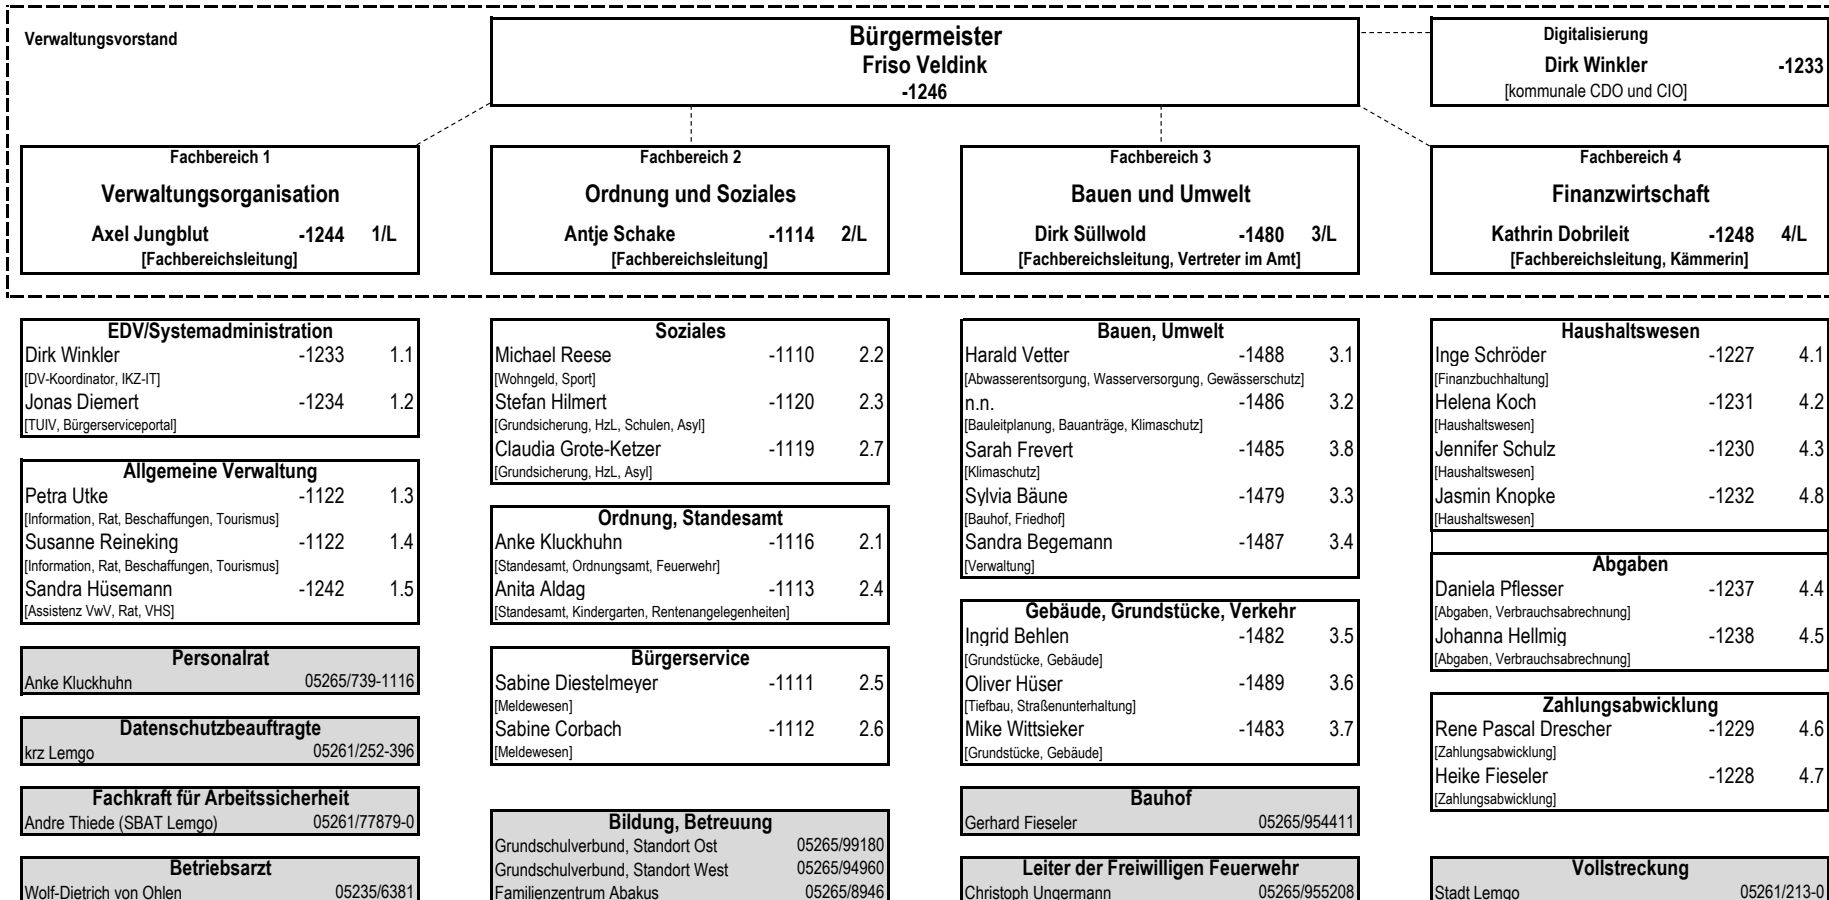 Verwaltungsvorstand
Bürgermeister
Friso Veldink
-1246
Digitalisierung
Dirk Winkler -1233
[kommunale CDO und CIO]
Fachbereich 1
Verwaltungsorganisation
Axel Jungblut -1244 1/L
[Fachbereichsleitung]
Fachbereich 2
Ordnung und Soziales
Antje Schake -1114 2/L
[Fachbereichsleitung]
Fachbereich 3
Bauen und Umwelt
Dirk Süllwold -1480 3/L
[Fachbereichsleitung, Vertreter im Amt]
Fachbereich 4
Finanzwirtschaft
Kathrin Dobrileit -1248 4/L
[Fachbereichsleitung, Kämmerin]
EDV/Systemadministration
Dirk Winkler -1233 1.1
[DV-Koordinator, IKZ-IT]
Jonas Diemert -1234 1.2
[TUIV, Bürgerserviceportal]
Allgemeine Verwaltung
Petra Utke -1122 1.3
[Information, Rat, Beschaffungen, Tourismus]
Susanne Reineking -1122 1.4
[Information, Rat, Beschaffungen, Tourismus]
Sandra Hüsemann -1242 1.5
[Assistenz VwV, Rat, VHS]
Personalrat
Anke Kluckhuhn 05265/739-1116
Datenschutzbeauftragte
krz Lemgo 05261/252-396
Fachkraft für Arbeitssicherheit
Andre Thiede (SBAT Lemgo) 05261/77879-0
Betriebsarzt
Wolf-Dietrich von Ohlen 05235/6381
Soziales
Michael Reese -1110 2.2
[Wohngeld, Sport]
Stefan Hilmert -1120 2.3
[Grundsicherung, HzL, Schulen, Asyl]
Claudia Grote-Ketzer -1119 2.7
[Grundsicherung, HzL, Asyl]
Ordnung, Standesamt
Anke Kluckhuhn -1116 2.1
[Standesamt, Ordnungsamt, Feuerwehr]
Anita Aldag -1113 2.4
[Standesamt, Kindergarten, Rentenangelegenheiten]
Bürgerservice
Sabine Diestelmeyer -1111 2.5
[Meldewesen]
Sabine Corbach -1112 2.6
[Meldewesen]
Bildung, Betreuung
Grundschulverbund, Standort Ost 05265/99180
Grundschulverbund, Standort West 05265/94960
Familienzentrum Abakus 05265/8946
Bauen, Umwelt
Harald Vetter -1488 3.1
[Abwasserentsorgung, Wasserversorgung, Gewässerschutz]
n.n. -1486 3.2
[Bauleitplanung, Bauanträge, Klimaschutz]
Sarah Frevert -1485 3.8
[Klimaschutz]
Sylvia Bäune -1479 3.3
[Bauhof, Friedhof]
Sandra Begemann -1487 3.4
[Verwaltung]
Gebäude, Grundstücke, Verkehr
Ingrid Behlen -1482 3.5
[Grundstücke, Gebäude]
Oliver Hüser -1489 3.6
[Tiefbau, Straßenunterhaltung]
Mike Wittsieker -1483 3.7
[Grundstücke, Gebäude]
Bauhof
Gerhard Fieseler 05265/954411
Leiter der Freiwilligen Feuerwehr
Christoph Ungermann 05265/955208
Haushaltswesen
Inge Schröder -1227 4.1
[Finanzbuchhaltung]
Helena Koch -1231 4.2
[Haushaltswesen]
Jennifer Schulz -1230 4.3
[Haushaltswesen]
Jasmin Knopke -1232 4.8
[Haushaltswesen]
Abgaben
Daniela Pflesser -1237 4.4
[Abgaben, Verbrauchsabrechnung]
Johanna Hellmig -1238 4.5
[Abgaben, Verbrauchsabrechnung]
Zahlungsabwicklung
Rene Pascal Drescher -1229 4.6
[Zahlungsabwicklung]
Heike Fieseler -1228 4.7
[Zahlungsabwicklung]
Vollstreckung
Stadt Lemgo 05261/213-0